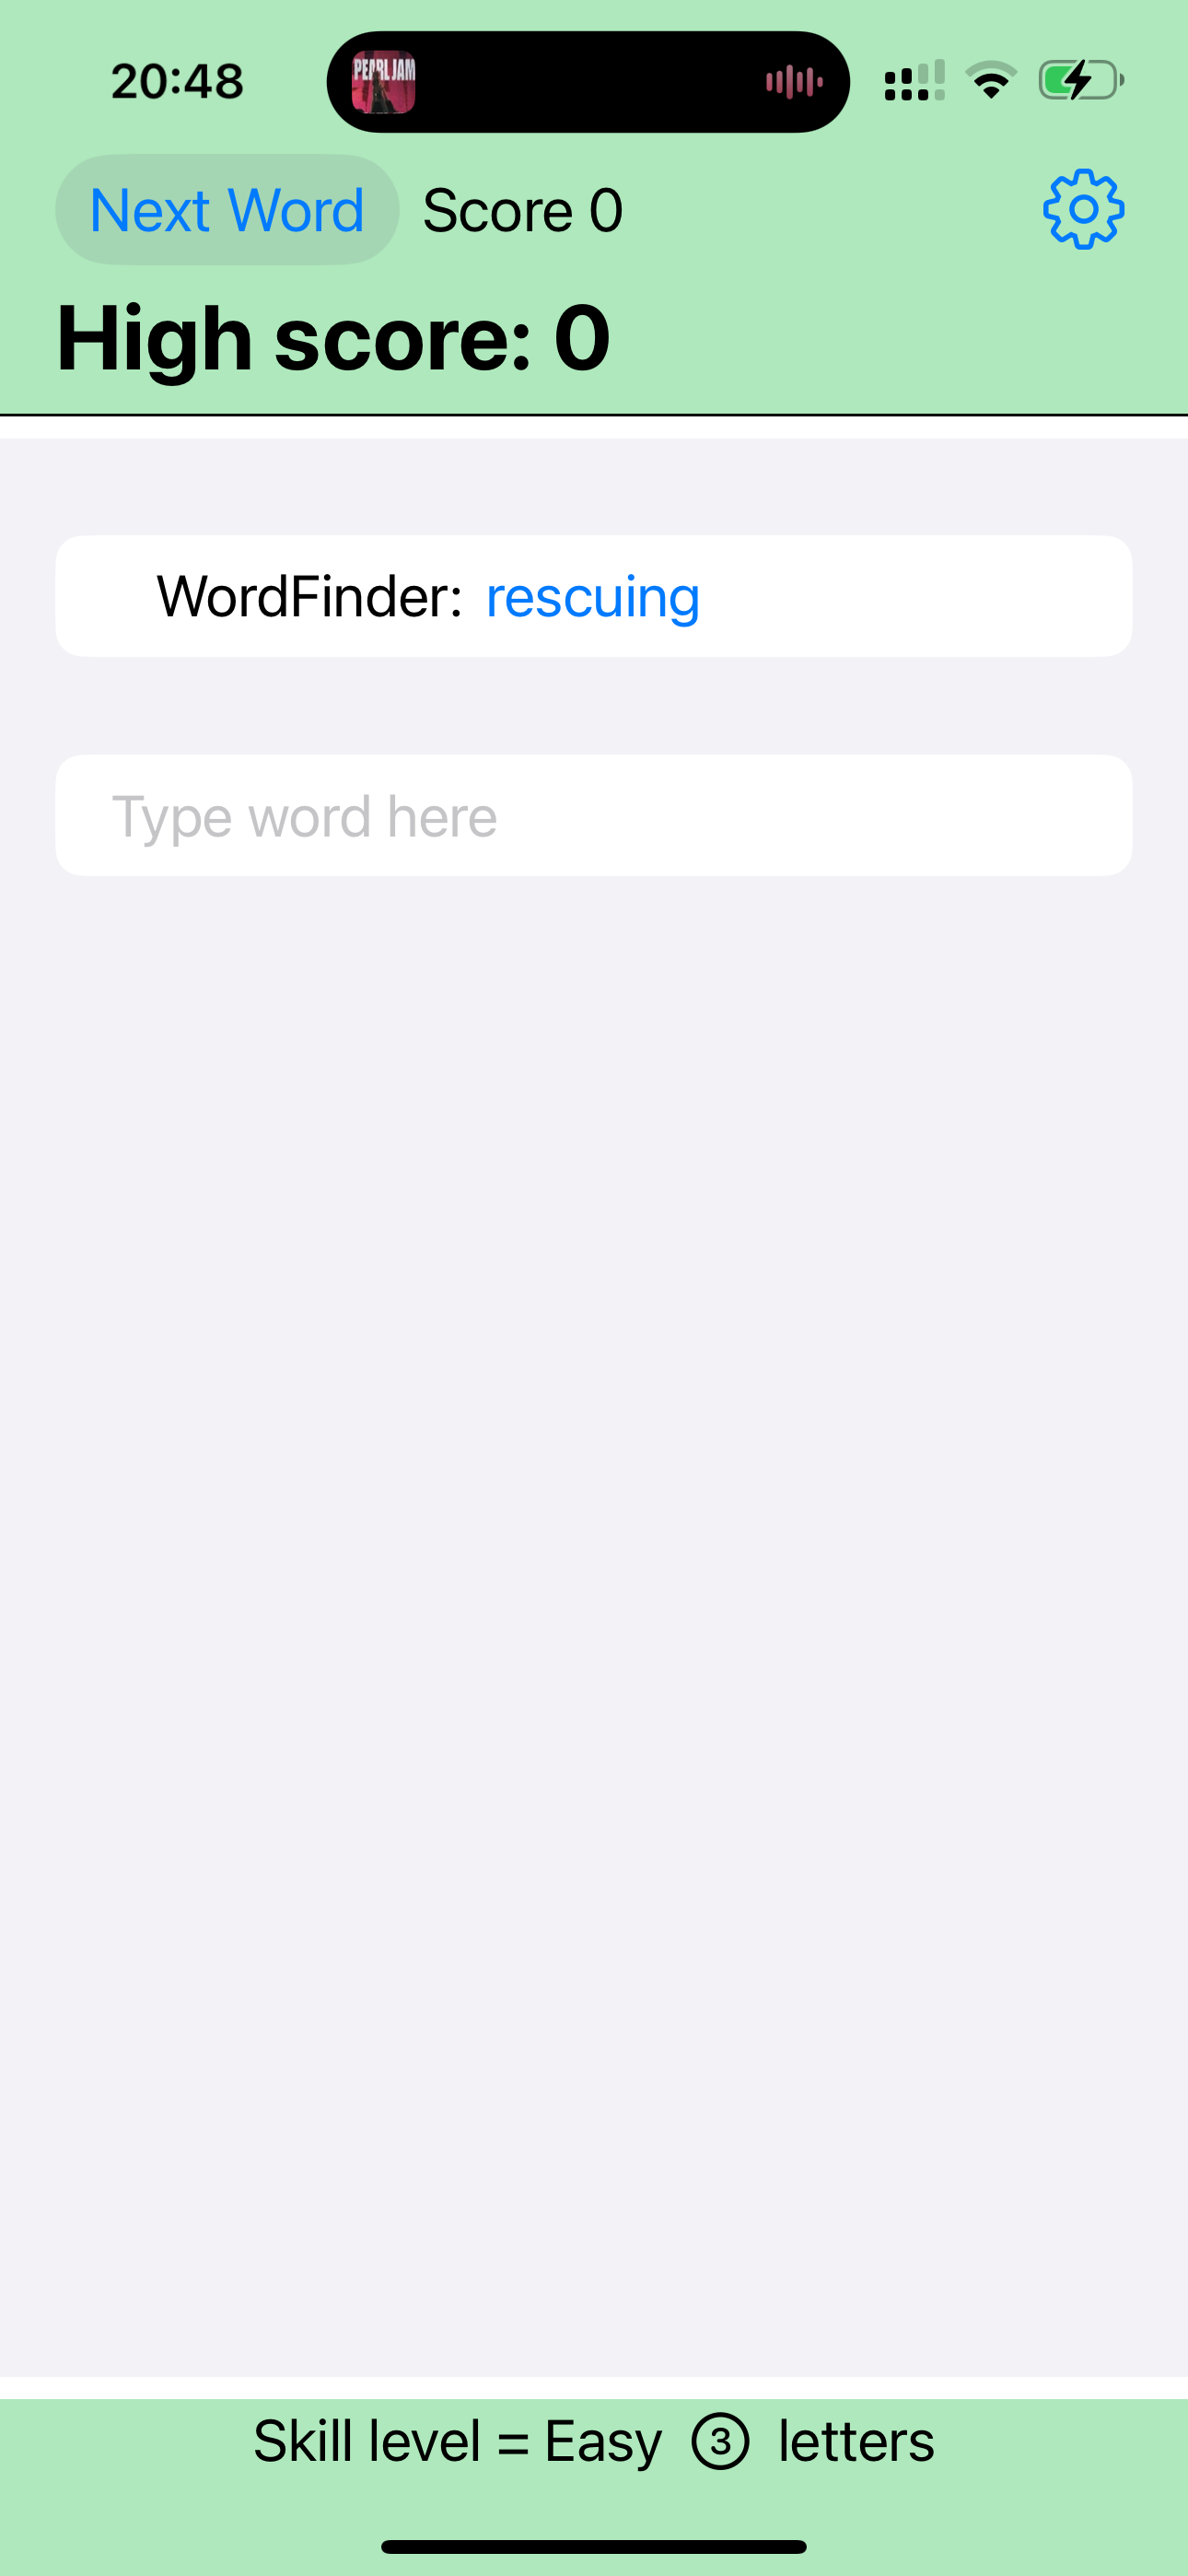 20:48
PEARL JAM
Next Word Score 0
High score: 0
WordFinder: rescuing
Type word here
Skill level = Easy 3 letters